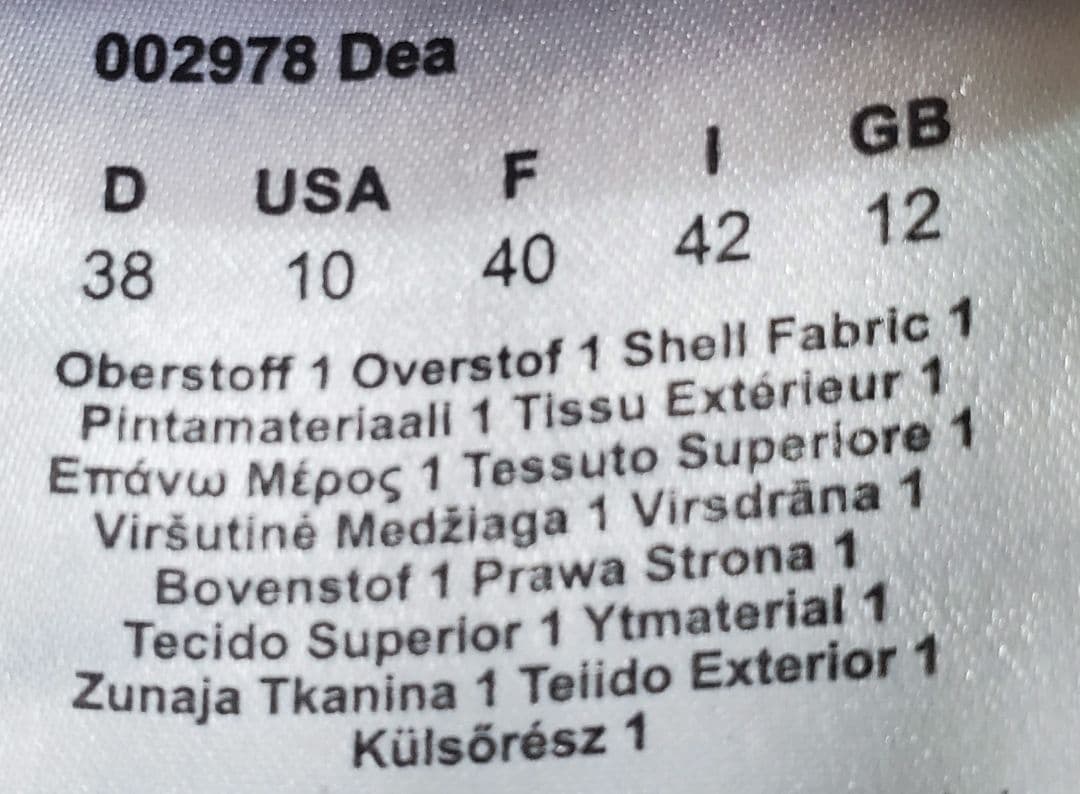 002978 Dea
D USA F I GB
38 10 40 42 12
Oberstoff 1 Overstof 1 Shell Fabric 1
Pintamateriaali 1 Tissu Extérieur 1
Επάνω Μέρος 1 Tessuto Superiore 1
Viršutinė Medžiaga 1 Virsdrāna 1
Bovenstof 1 Prawa Strona 1
Tecido Superior 1 Ytmaterial 1
Zunaja Tkanina 1 Teiido Exterior 1
Külsőrész 1